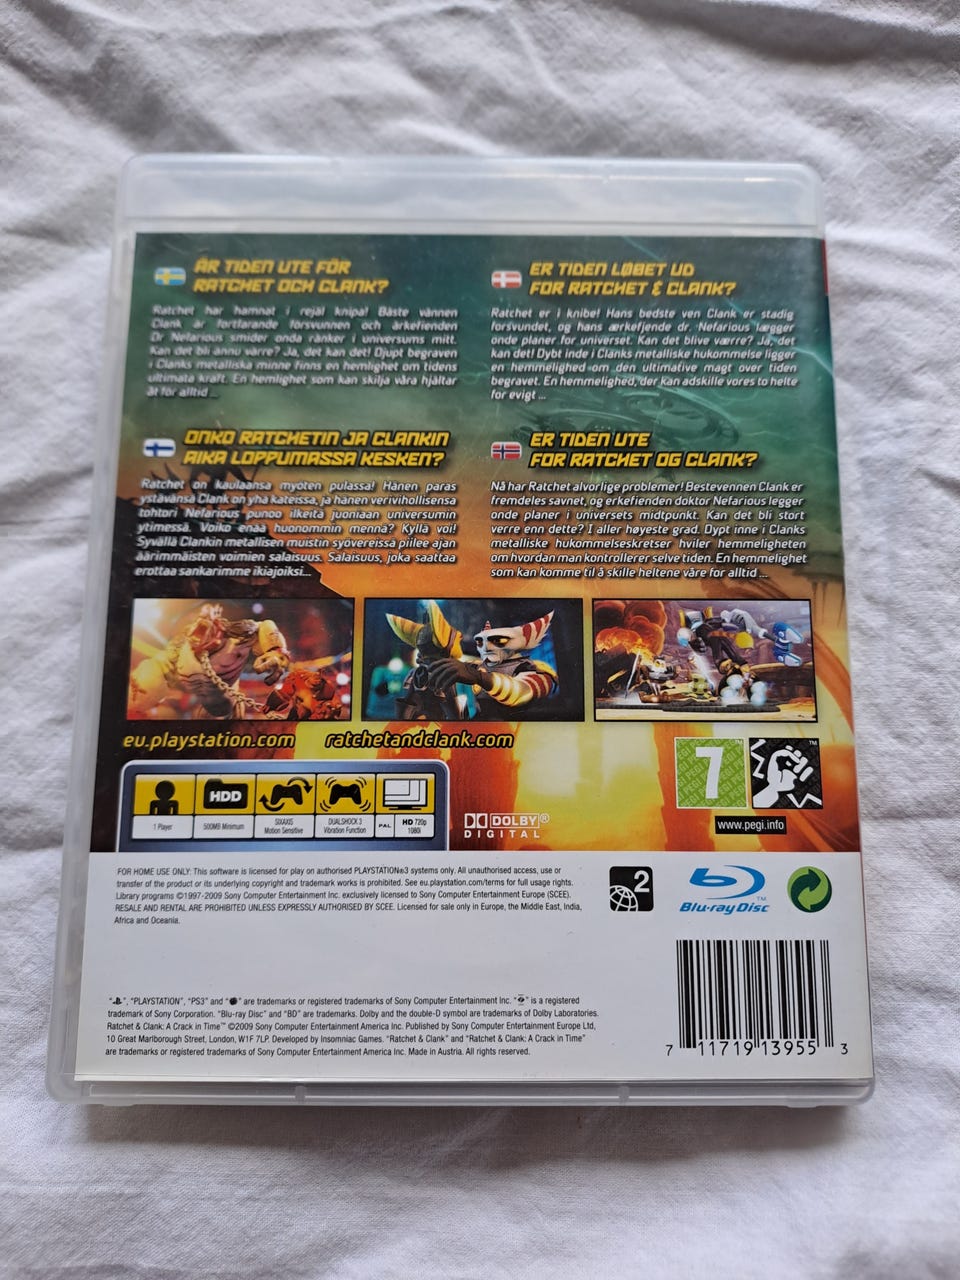 ÄR TIDEN UTE FÖR
RATCHET OCH CLANK?
Ratchet har hamnat i rejäl knipa! Bäste vännen
Clank är fortfarande försvunnen och ärkefienden
Dr Nefarious smider onda ränker i universums mitt.
Kan det bli ännu värre? Ja, det kan det! Djupt begraven
i Clanks metalliska minne finns en hemlighet om tidens
ultimata kraft. En hemlighet som kan skilja våra hjältar
åt för alltid ...
ER TIDEN LØBET UD
FOR RATCHET & CLANK?
Ratchet er i knibe! Hans bedste ven Clank er stadig
forsvundet, og hans ærkefjende dr. Nefarious lægger
onde planer for universet. Kan det blive værre? Ja, det
kan det! Dybt inde i Clanks metalliske hukommelse ligger
en hemmelighed om den ultimative magt over tiden
begravet. En hemmelighed, der kan adskille vores to helte
for evigt ...
ONKO RATCHETIN JA CLANKIN
AIKA LOPPUMASSA KESKEN?
Ratchet on kaulaansa myöten pulassa! Hänen paras
ystävänsä Clank on yhä kateissa, ja hänen verivihollisensa
tohtori Nefarious punoo ilkeitä juoniaan universumin
ytimessä. Voiko enää huonommin mennä? Kyllä voi!
Syvällä Clankin metallisen muistin syövereissä piilee ajan
äärimmäisten voimien salaisuus. Salaisuus, joka saattaa
erottaa sankarimme ikiajoiksi...
ER TIDEN UTE
FOR RATCHET OG CLANK?
Nå har Ratchet alvorlige problemer! Bestevennen Clank er
fremdeles savnet, og erkefienden doktor Nefarious legger
onde planer i universets midtpunkt. Kan det bli stort
verre enn dette? I aller høyeste grad. Dypt inne i Clanks
metalliske hukommelseskretser hviler hemmeligheten
om hvordan man kontrollerer selve tiden. En hemmelighet
som kan komme til å skille heltene våre for alltid ...
eu.playstation.com ratchetandclank.com
7
PEGI
www.pegi.info
HDD
1 Player
500MB Minimum
SIXAXIS
Motion Sensitive
DUALSHOCK 3
Vibration Function
PAL
HD 720p
1080i
DOLBY®
DIGITAL
FOR HOME USE ONLY: This software is licensed for play on authorised PLAYSTATION®3 systems only. All unauthorised access, use or
transfer of the product or its underlying copyright and trademark works is prohibited. See eu.playstation.com/terms for full usage rights.
Library programs ©1997-2009 Sony Computer Entertainment Inc. exclusively licensed to Sony Computer Entertainment Europe (SCEE).
RESALE AND RENTAL ARE PROHIBITED UNLESS EXPRESSLY AUTHORISED BY SCEE. Licensed for sale only in Europe, the Middle East, India,
Africa and Oceania.
2
Blu-ray Disc™
" ", "PLAYSTATION", "PS3" and " " are trademarks or registered trademarks of Sony Computer Entertainment Inc. " " is a registered
trademark of Sony Corporation. "Blu-ray Disc" and "BD" are trademarks. Dolby and the double-D symbol are trademarks of Dolby Laboratories.
Ratchet & Clank: A Crack in Time™ ©2009 Sony Computer Entertainment America Inc. Published by Sony Computer Entertainment Europe Ltd,
10 Great Marlborough Street, London, W1F 7LP. Developed by Insomniac Games. "Ratchet & Clank" and "Ratchet & Clank: A Crack in Time"
are trademarks or registered trademarks of Sony Computer Entertainment America Inc. Made in Austria. All rights reserved.
7 11719 13955 3